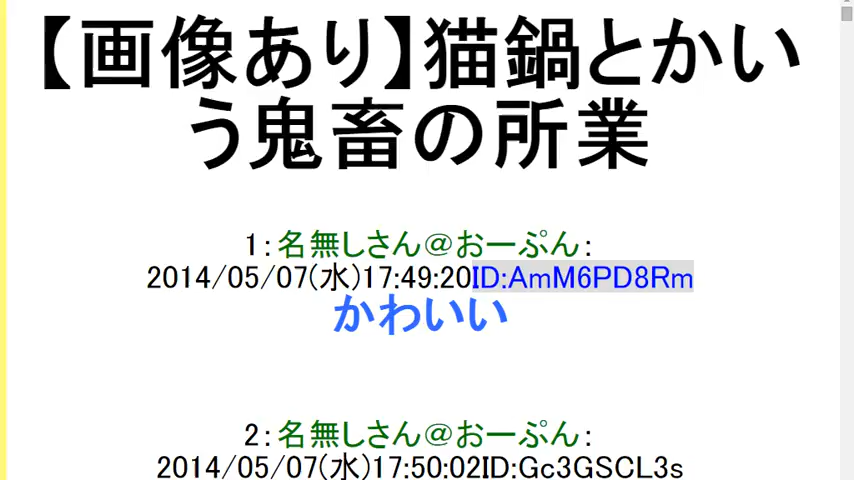 【画像あり】猫鍋とかい
う鬼畜の所業
1：名無しさん＠おーぷん：
2014/05/07(水)17:49:20ID:AmM6PD8Rm
かわいい
2：名無しさん＠おーぷん：
2014/05/07(水)17:50:02ID:Gc3GSCL3s